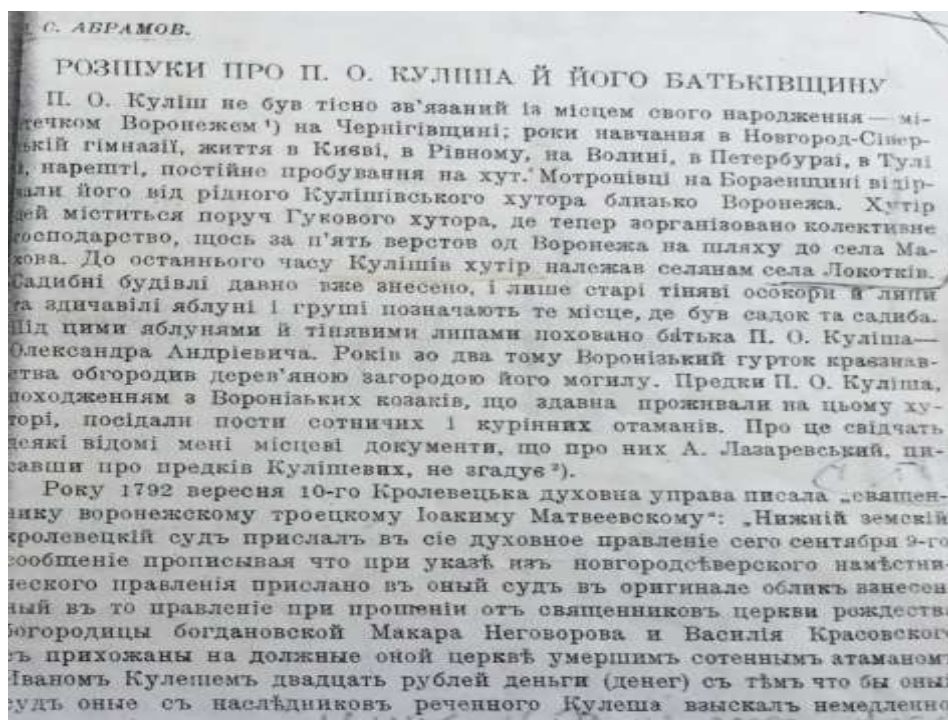 С. АБРАМОВ.
РОЗШУКИ ПРО П. О. КУЛІША Й ЙОГО БАТЬКІВЩИНУ
П. О. Куліш не був тісно зв'язаний із місцем свого народження — мі-
течком Воронежем ¹) на Чернігівщині; роки навчання в Новгород-Сівер-
ькій гімназії, життя в Києві, в Рівному, на Волині, в Петербурзі, в Тулі
, нарешті, постійне пробування на хут. Мотронівці на Борзенщині відір-
али його від рідного Кулішівського хутора близько Воронежа. Хутір
ей міститься поруч Гукового хутора, де тепер зорганізовано колективне
осподарство, щось за п'ять верстов од Воронежа на шляху до села Ма-
кова. До останнього часу Кулішів хутір належав селянам села Локотків.
Садибні будівлі давно вже знесено, і лише старі тіняві осокори й липи
та здичавілі яблуні і груші позначають те місце, де був садок та садиба.
Під цими яблунями й тінявими липами поховано батька П. О. Куліша—
Олександра Андрієвича. Років зо два тому Воронізький гурток краєзнав-
ства обгородив дерев'яною загородою його могилу. Предки П. О. Куліша,
походженням з Воронізьких козаків, що здавна проживали на цьому ху-
торі, посідали пости сотничих і курінних отаманів. Про це свідчать
деякі відомі мені місцеві документи, що про них А. Лазаревський, пи-
савши про предків Кулішевих, не згадує ²).
Року 1792 вересня 10-го Кролевецька духовна управа писала „священ-
нику воронежскому троецкому Іоакиму Матвеевскому“: „Нижній земскій
кролевецкій судъ прислалъ въ сіе духовное правленіе сего сентября 9-го
сообщеніе прописывая что при указѣ изъ новгородсѣверского намѣстни-
ческого правленія прислано въ оный судъ въ оригинале облик взнесен
ный въ то правленіе при прошеніи отъ священниковъ церкви рождеств
богородицы богдановской Макара Неговорова и Василія Красовског
съ прихожаны на должные оной церквѣ умершимъ сотеннымъ атаманом
Иваномъ Кулешемъ двадцать рублей деньги (денег) съ тѣмъ что бы оны
судъ оные съ наслѣдниковъ реченного Кулеша взыскалъ немедленно